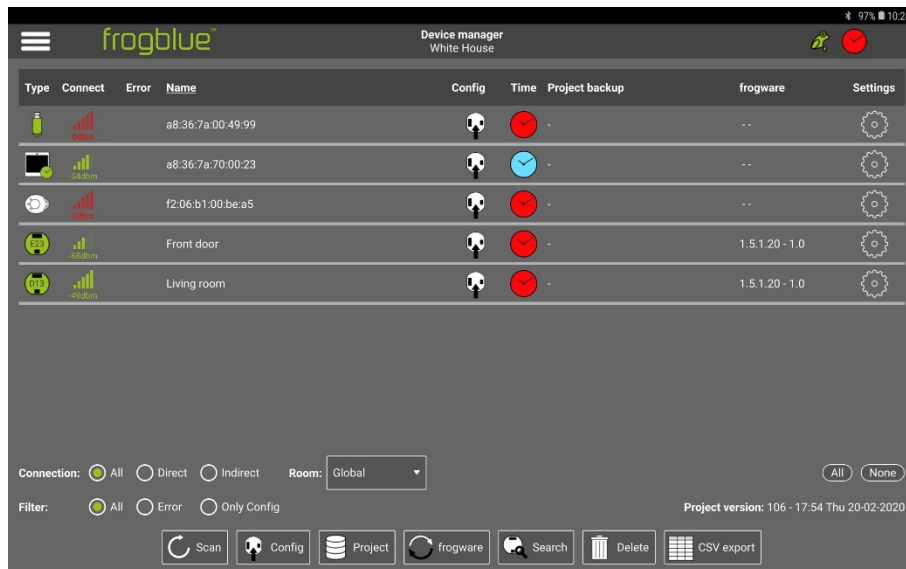 97% 10:2
frogblue™
Device manager
White House
Type Connect Error Name Config Time Project backup frogware Settings
0dbm a8:36:7a:00:49:99 - - -
-54dbm a8:36:7a:70:00:23 - - -
0dbm f2:06:b1:00:be:a5 - - -
E23 -68dbm Front door - 1.5.1.20 - 1.0
D13 -49dbm Living room - 1.5.1.20 - 1.0
Connection: All Direct Indirect Room: Global All None
Filter: All Error Only Config Project version: 106 - 17:54 Thu 20-02-2020
Scan Config Project frogware Search Delete CSV export